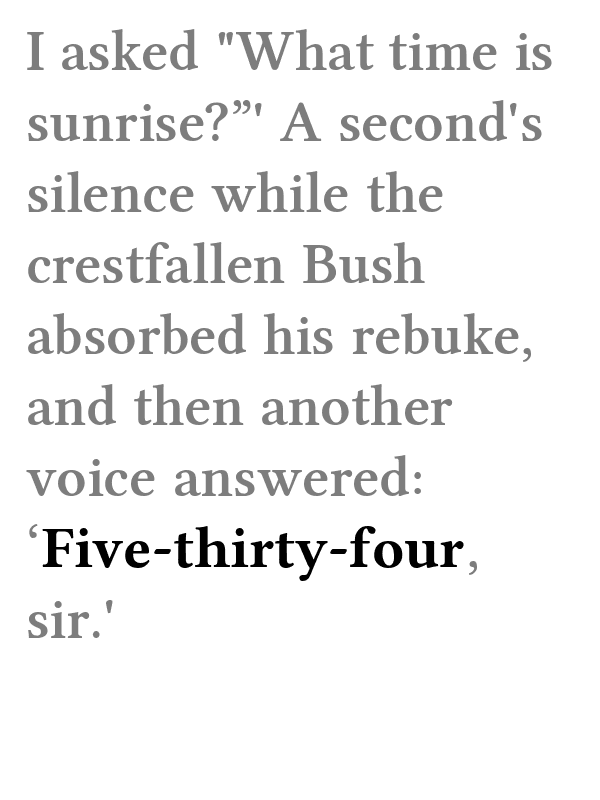 I asked "What time is
sunrise?”' A second's
silence while the
crestfallen Bush
absorbed his rebuke,
and then another
voice answered:
‘Five-thirty-four,
sir.'